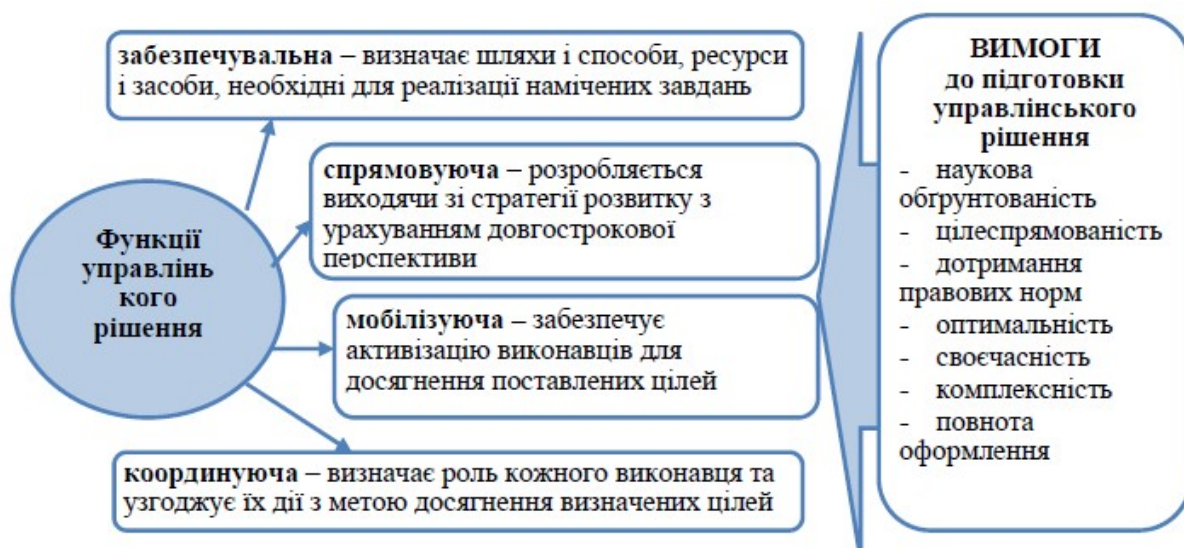 Функції
управлінь
кого
рішення
забезпечувальна – визначає шляхи і способи, ресурси
і засоби, необхідні для реалізації намічених завдань
спрямовуюча – розробляється
виходячи зі стратегії розвитку з
урахуванням довгострокової
перспективи
мобілізуюча – забезпечує
активізацію виконавців для
досягнення поставлених цілей
координуюча – визначає роль кожного виконавця та
узгоджує їх дії з метою досягнення визначених цілей
ВИМОГИ
до підготовки
управлінського
рішення
- наукова
обґрунтованість
- цілеспрямованість
- дотримання
правових норм
- оптимальність
- своєчасність
- комплексність
- повнота
оформлення